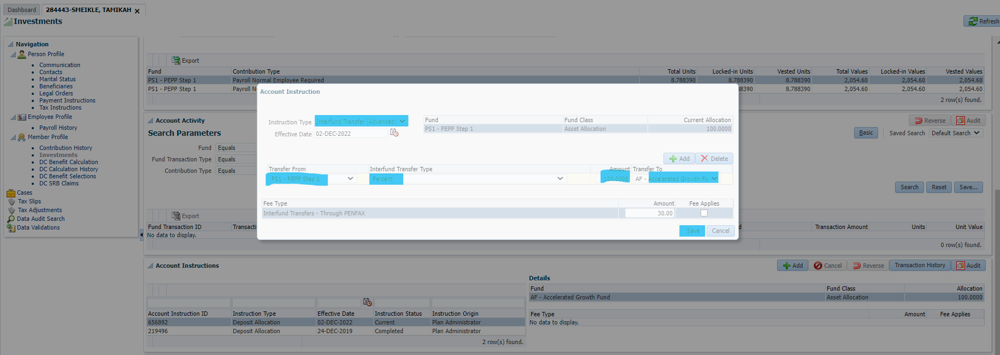 Dashboard
284443-SMEIKLE, TAMIKAH
Investments
Refresh
Navigation
Person Profile
Communication
Contacts
Marital Status
Beneficiaries
Legal Orders
Payment Instructions
Tax Instructions
Employee Profile
Payroll History
Member Profile
Contribution History
Investments
DC Benefit Calculation
DC Calculation History
DC Benefit Selections
DC SRB Claims
Cases
Tax Slips
Tax Adjustments
Data Audit Search
Data Validations
Export
Fund Contribution Type Total Units Locked-in Units Vested Units Total Values Locked-in Values Vested Values
PS1 - PEPP Step 1 Payroll Normal Employee Required 8.788390 8.788390 8.788390 2,054.60 2,054.60 2,054.60
PS1 - PEPP Step 1 Payroll N 88390 8.788390 2,054.60 2,054.60 2,054.60
2 row(s) found.
Account Activity
Reverse Audit
Search Parameters
Basic Saved Search Default Search
Fund Equals
Fund Transaction Type Equals
Contribution Type Equals
Search Reset Save...
Export
Fund Transaction ID Transac d Transaction Amount Units Unit Value
No data to display.
0 row(s) found.
Account Instruction
Instruction Type Interfund Transfer (Advanced)
Effective Date 02-DEC-2022
Fund Fund Class Current Allocation
PS1 - PEPP Step 1 Asset Allocation 100.0000
Add Delete
Transfer From Interfund Transfer Type Amount Transfer To
PS1 - PEPP Step 1 Percent 100.0000 AF - Accelerated Growth Fu
Fee Type Amount Fee Applies
Interfund Transfers - Through PENFAX 30.00
Save Cancel
Account Instructions
Add Cancel Reverse Transaction History Audit
Account Instruction ID Instruction Type Effective Date Instruction Status Instruction Origin
656892 Deposit Allocation 02-DEC-2022 Current Plan Administrator
219496 Deposit Allocation 24-DEC-2019 Completed Plan Administrator
2 row(s) found.
Details
Fund Fund Class Allocation
AF - Accelerated Growth Fund Asset Allocation 100.0000
Fee Type Amount Fee Applies
No data to display.